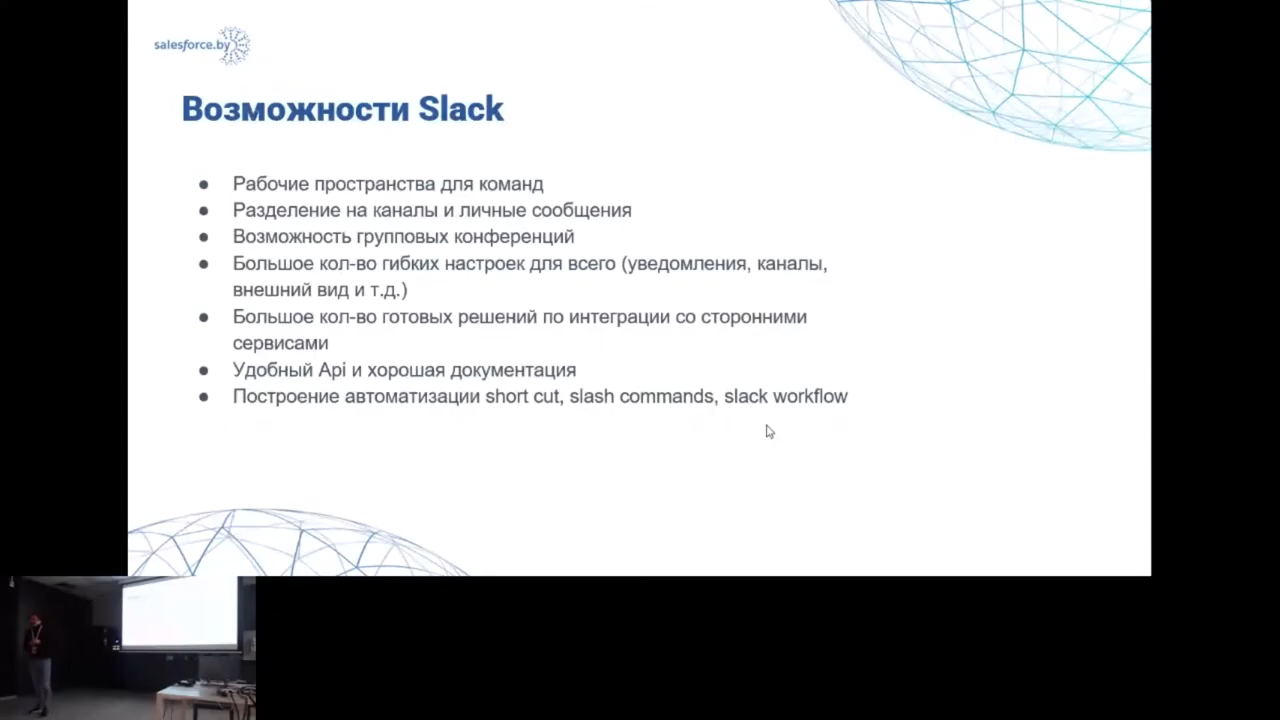 salesforce.by
Возможности Slack
● Рабочие пространства для команд
● Разделение на каналы и личные сообщения
● Возможность групповых конференций
● Большое кол-во гибких настроек для всего (уведомления, каналы,
внешний вид и т.д.)
● Большое кол-во готовых решений по интеграции со сторонними
сервисами
● Удобный Api и хорошая документация
● Построение автоматизации short cut, slash commands, slack workflow